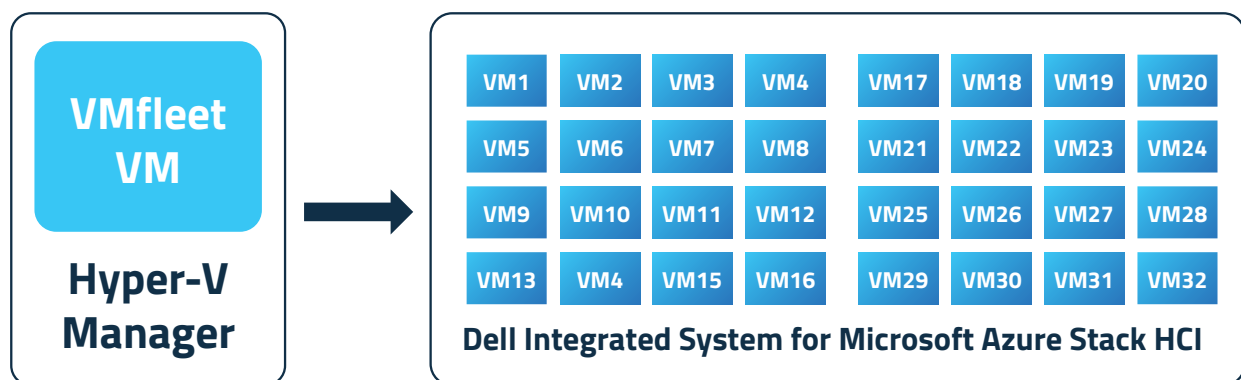 VMfleet
VM
Hyper-V
Manager
VM1 VM2 VM3 VM4 VM17 VM18 VM19 VM20
VM5 VM6 VM7 VM8 VM21 VM22 VM23 VM24
VM9 VM10 VM11 VM12 VM25 VM26 VM27 VM28
VM13 VM4 VM15 VM16 VM29 VM30 VM31 VM32
Dell Integrated System for Microsoft Azure Stack HCI